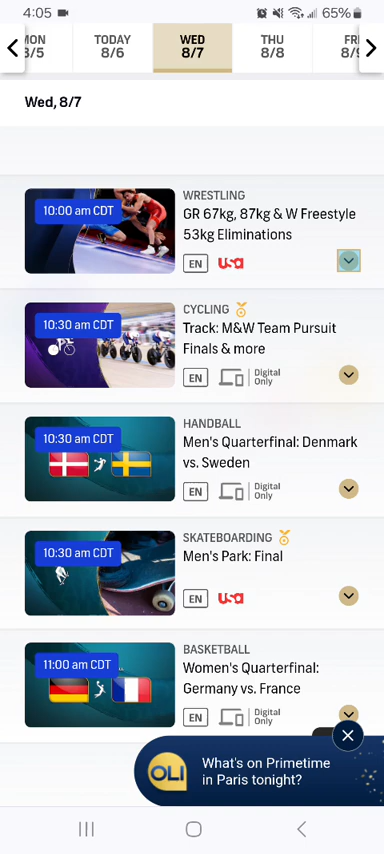 4:05 65%
MON TODAY WED THU FRI
8/5 8/6 8/7 8/8 8/9
Wed, 8/7
WRESTLING
10:00 am CDT
GR 67kg, 87kg & W Freestyle
53kg Eliminations
EN USA
CYCLING
10:30 am CDT
Track: M&W Team Pursuit
Finals & more
EN Digital
Only
HANDBALL
10:30 am CDT
Men's Quarterfinal: Denmark
vs. Sweden
EN Digital
Only
SKATEBOARDING
10:30 am CDT
Men's Park: Final
EN USA
BASKETBALL
11:00 am CDT
Women's Quarterfinal:
Germany vs. France
EN Digital
Only
OLI
What's on Primetime
in Paris tonight?